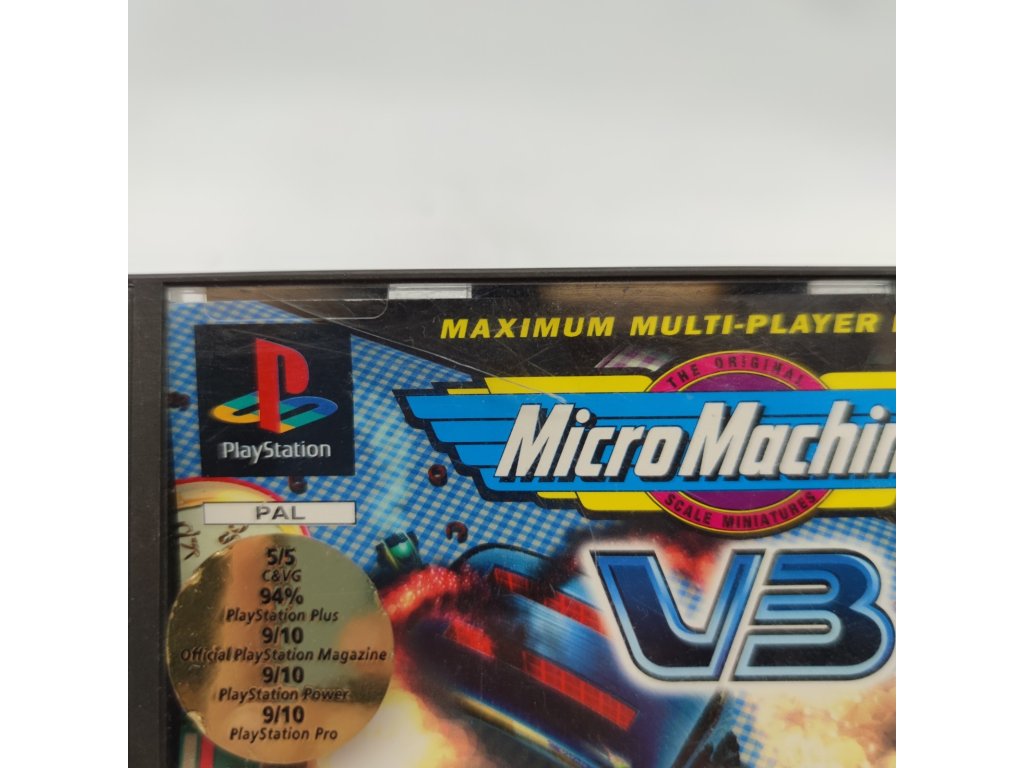 MAXIMUM MULTI-PLAYER
THE ORIGINAL
MicroMachin
SCALE MINIATURES
V3
PlayStation
PAL
5/5
C&VG
94%
PlayStation Plus
9/10
Official PlayStation Magazine
9/10
PlayStation Power
9/10
PlayStation Pro